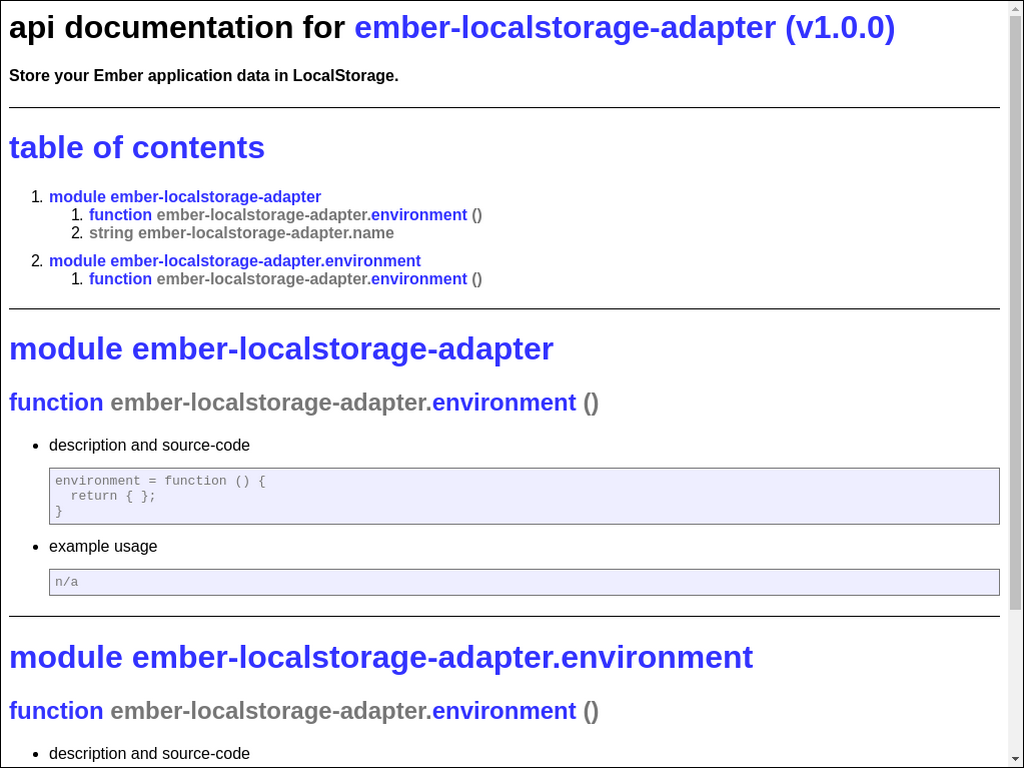 api documentation for ember-localstorage-adapter (v1.0.0)
Store your Ember application data in LocalStorage.
table of contents
1. module ember-localstorage-adapter
1. function ember-localstorage-adapter.environment ()
2. string ember-localstorage-adapter.name
2. module ember-localstorage-adapter.environment
1. function ember-localstorage-adapter.environment ()
module ember-localstorage-adapter
function ember-localstorage-adapter.environment ()
• description and source-code
environment = function () {
  return { };
}
• example usage
n/a
module ember-localstorage-adapter.environment
function ember-localstorage-adapter.environment ()
• description and source-code